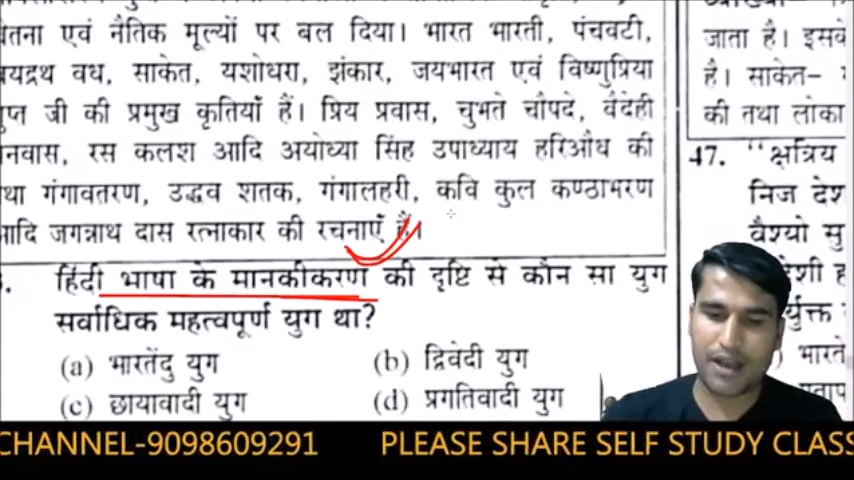 चेतना एवं नैतिक मूल्यों पर बल दिया। भारत भारती, पंचवटी,
जयद्रथ वध, साकेत, यशोधरा, झंकार, जयभारत एवं विष्णुप्रिया
गुप्त जी की प्रमुख कृतियाँ हैं। प्रिय प्रवास, चुभते चौपदे, वैदेही
वनवास, रस कलश आदि अयोध्या सिंह उपाध्याय हरिऔध की
तथा गंगावतरण, उद्धव शतक, गंगालहरी, कवि कुल कण्ठाभरण
आदि जगन्नाथ दास रत्नाकार की रचनाएँ हैं।
हिंदी भाषा के मानकीकरण की दृष्टि से कौन सा युग
सर्वाधिक महत्वपूर्ण युग था?
(a) भारतेंदु युग (b) द्विवेदी युग
(c) छायावादी युग (d) प्रगतिवादी युग
जाता है।
है। साकेत–
की तथा
47. "क्षत्रिय
निज
वैश्यो
CHANNEL-9098609291 PLEASE SHARE SELF STUDY CLASS